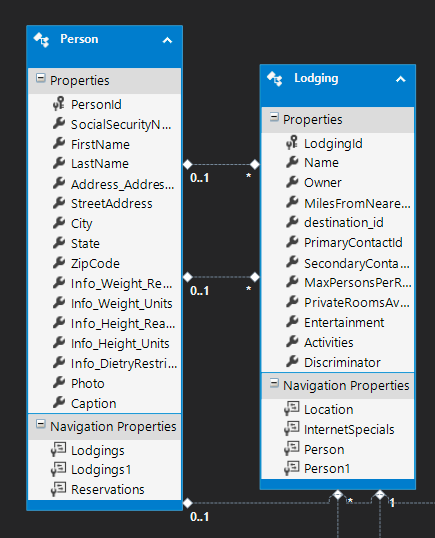 Person
Properties
PersonId
SocialSecurityN...
FirstName
LastName
Address_Addres...
StreetAddress
City
State
ZipCode
Info_Weight_Re...
Info_Weight_Units
Info_Height_Rea...
Info_Height_Units
Info_DietryRestri...
Photo
Caption
Navigation Properties
Lodgings
Lodgings1
Reservations
0..1
*
0..1
*
0..1
Lodging
Properties
LodgingId
Name
Owner
MilesFromNeare...
destination_id
PrimaryContactId
SecondaryConta...
MaxPersonsPerR...
PrivateRoomsAv...
Entertainment
Activities
Discriminator
Navigation Properties
Location
InternetSpecials
Person
Person1
*
1